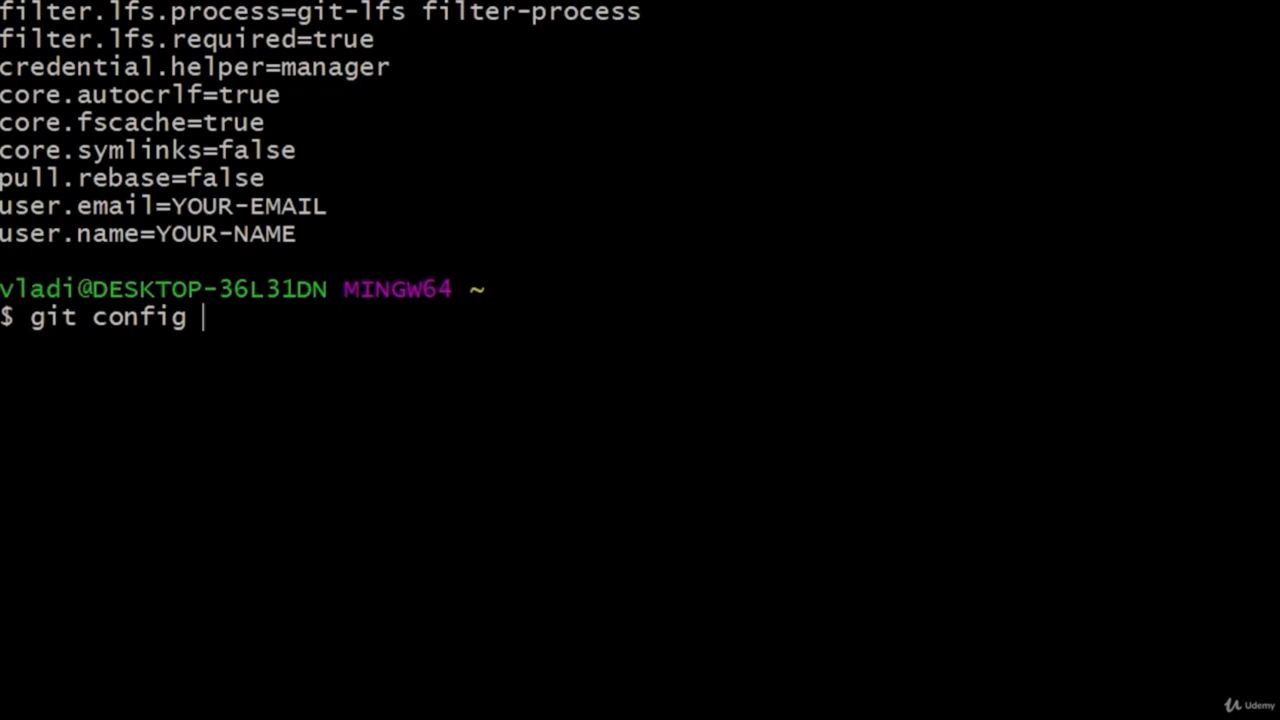 filter.lfs.process=git-lfs filter-process
filter.lfs.required=true
credential.helper=manager
core.autocrlf=true
core.fscache=true
core.symlinks=false
pull.rebase=false
user.email=YOUR-EMAIL
user.name=YOUR-NAME
vladi@DESKTOP-36L31DN MINGW64 ~
$ git config
Udemy